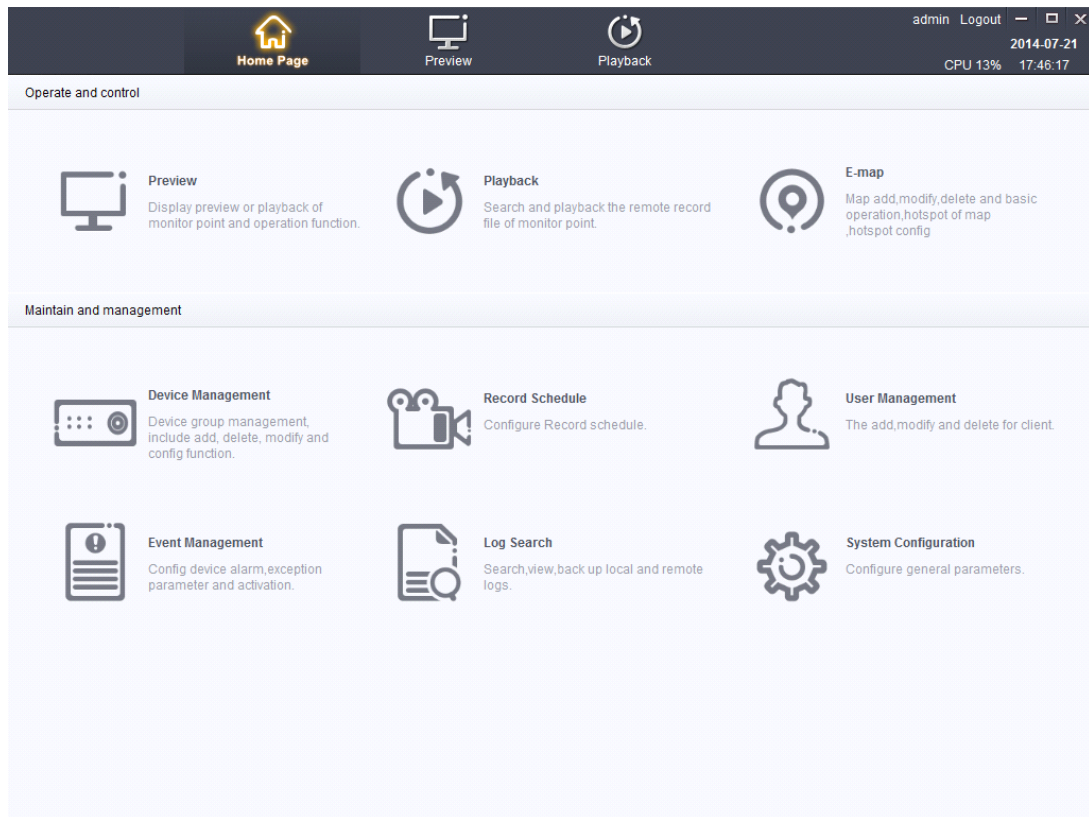 admin Logout
2014-07-21
CPU 13% 17:46:17
Home Page
Preview
Playback
Operate and control
Preview
Display preview or playback of
monitor point and operation function.
Playback
Search and playback the remote record
file of monitor point.
E-map
Map add,modify,delete and basic
operation,hotspot of map
,hotspot config
Maintain and management
Device Management
Device group management,
include add, delete, modify and
config function.
Record Schedule
Configure Record schedule.
User Management
The add,modify and delete for client.
Event Management
Config device alarm,exception
parameter and activation.
Log Search
Search,view,back up local and remote
logs.
System Configuration
Configure general parameters.